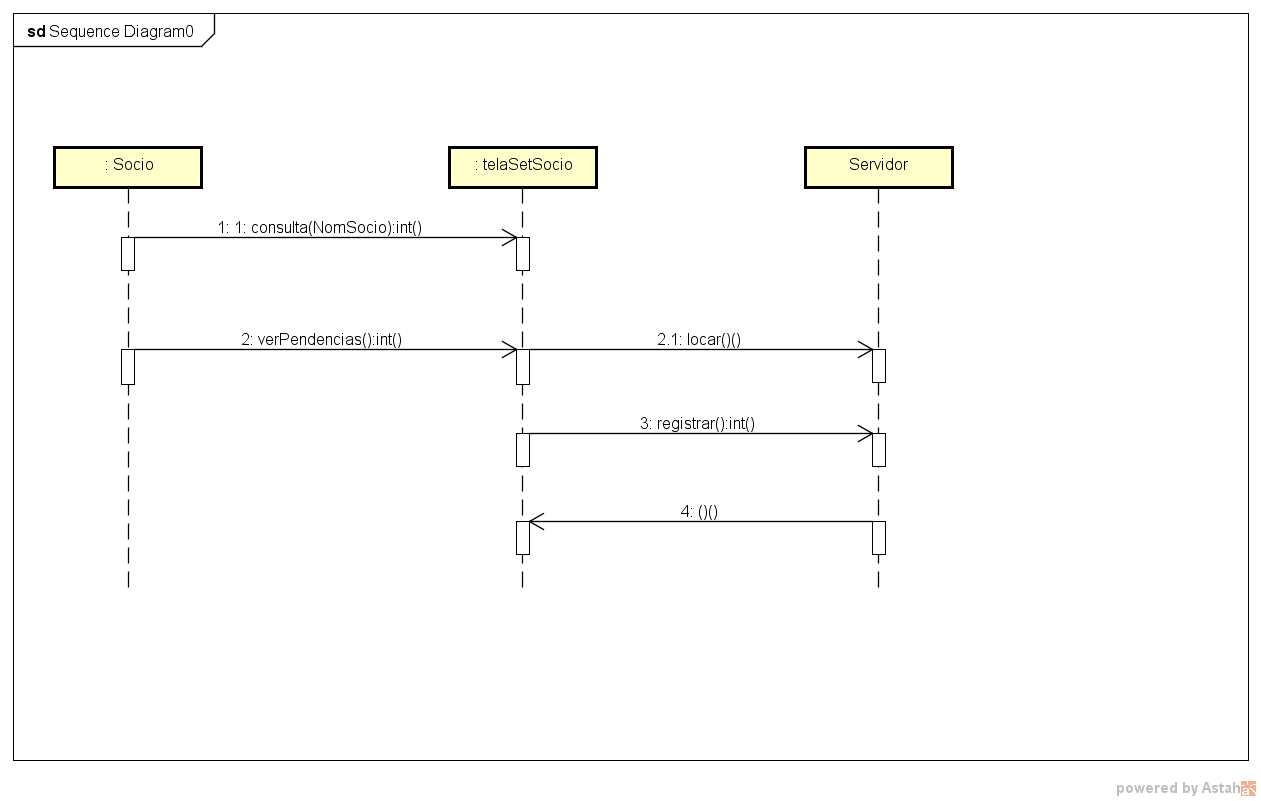 sd Sequence Diagram0
: Socio
: telaSetSocio
Servidor
1: 1: consulta(NomSocio):int()
2: verPendencias():int()
2.1: locar()()
3: registrar():int()
4: ()()
powered by Astah